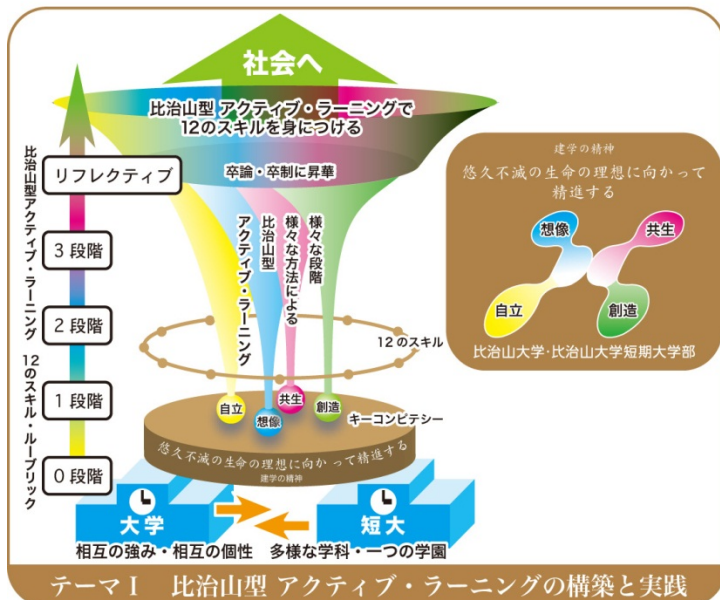 社会へ
比治山型 アクティブ・ラーニングで
12のスキルを身につける
卒論・卒制に昇華
様々な段階
様々な方法による
比治山型
アクティブ・ラーニング
12 のスキル
自立
想像
共生
創造
キーコンピテシー
悠久不滅の生命の理想に向か って精進する
建学の精神
比治山型アクティブ・ラーニング 12のスキル・ルーブリック
リフレクティブ
3 段階
2 段階
1 段階
0 段階
大学
短大
相互の強み・相互の個性
多様な学科・一つの学園
建学の精神
悠久不滅の生命の理想に向かって
精進する
想像
共生
自立
創造
比治山大学・比治山大学短期大学部
テーマ I 比治山型 アクティブ・ラーニングの構築と実践